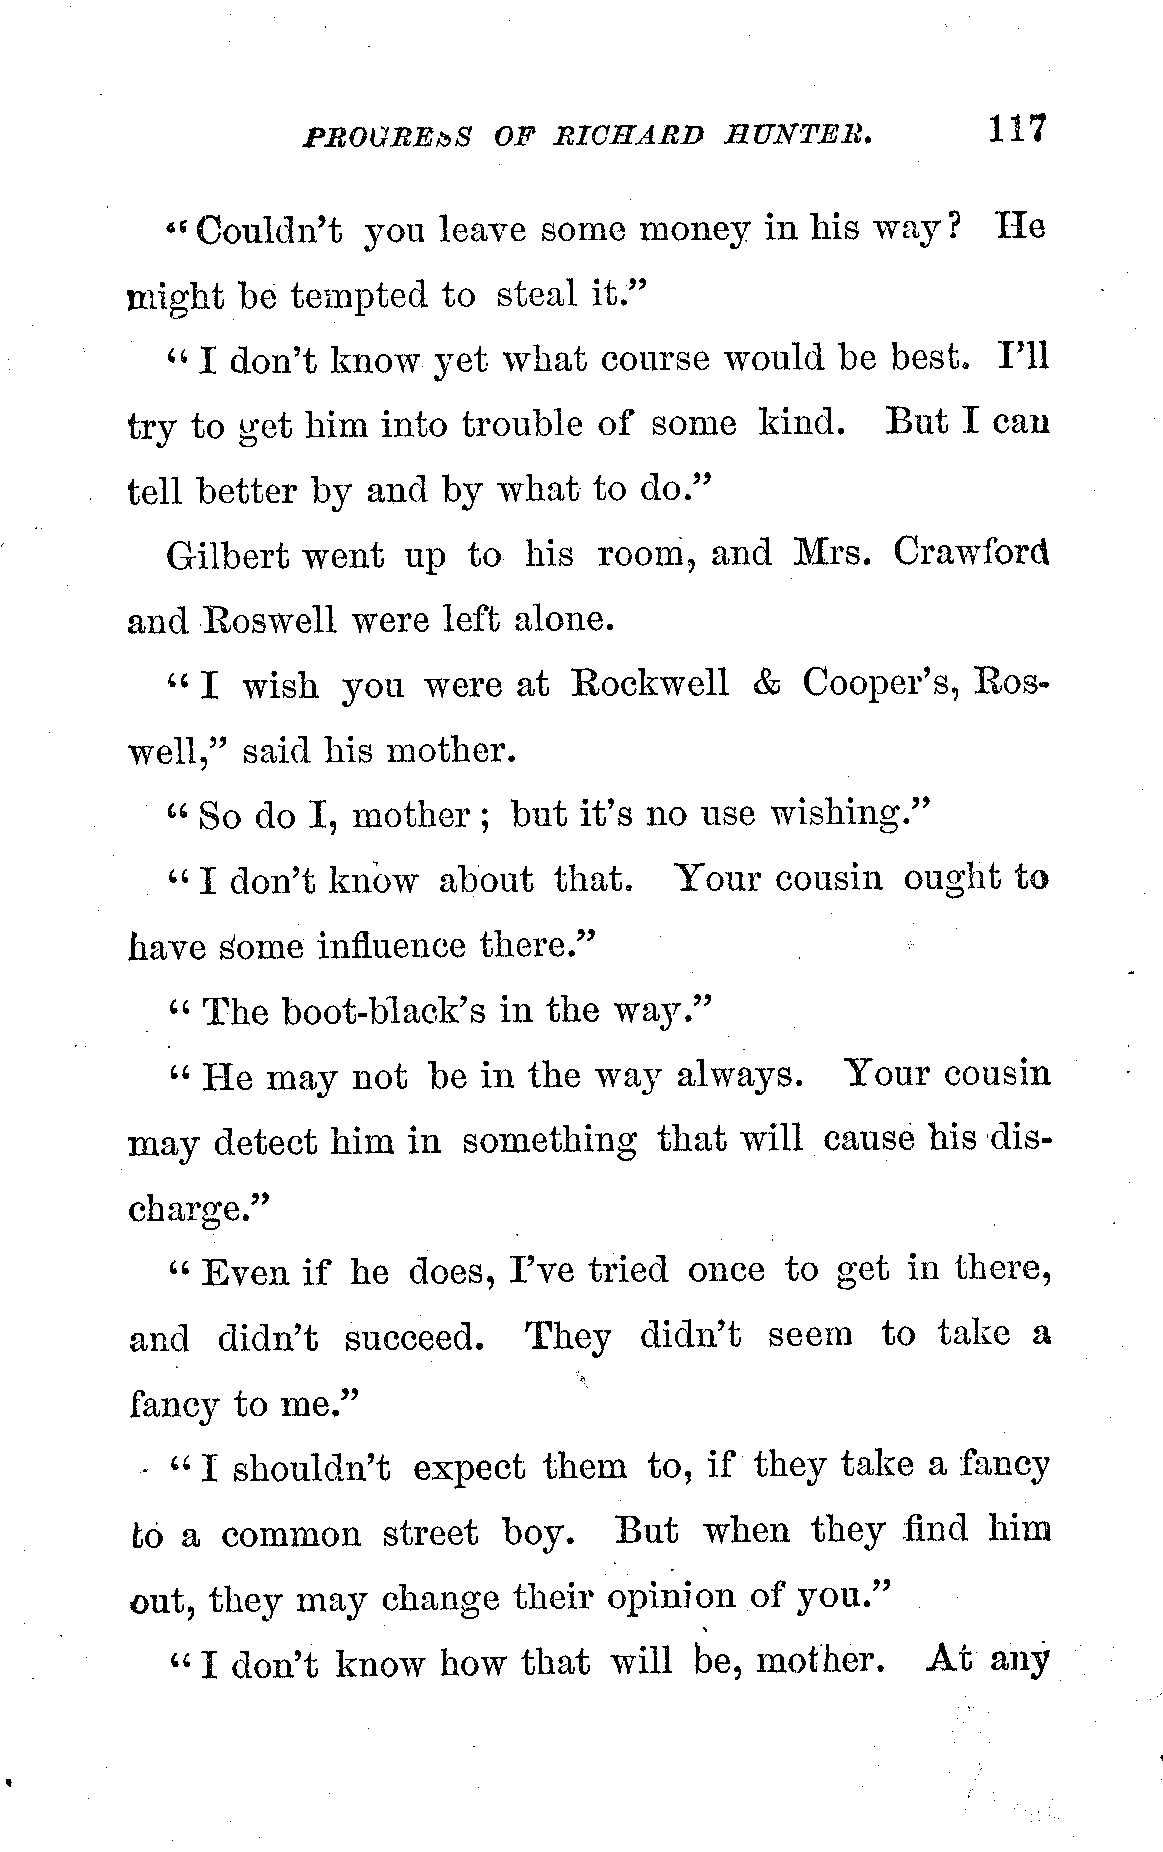 PROGRESS OF RICHARD HUNTER. 117
“Couldn’t you leave some money in his way? He
might be tempted to steal it.”
“I don’t know yet what course would be best. I’ll
try to get him into trouble of some kind. But I can
tell better by and by what to do.”
Gilbert went up to his room, and Mrs. Crawford
and Roswell were left alone.
“I wish you were at Rockwell & Cooper’s, Ros-
well,” said his mother.
“So do I, mother; but it’s no use wishing.”
“I don’t know about that. Your cousin ought to
have some influence there.”
“The boot-black’s in the way.”
“He may not be in the way always. Your cousin
may detect him in something that will cause his dis-
charge.”
“Even if he does, I’ve tried once to get in there,
and didn’t succeed. They didn’t seem to take a
fancy to me.”
“I shouldn’t expect them to, if they take a fancy
to a common street boy. But when they find him
out, they may change their opinion of you.”
“I don’t know how that will be, mother. At any